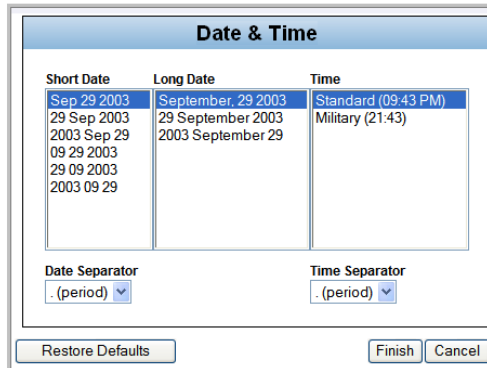 Date & Time
Short Date Long Date Time
Sep 29 2003 September, 29 2003 Standard (09:43 PM)
29 Sep 2003 29 September 2003 Military (21:43)
2003 Sep 29 2003 September 29
09 29 2003
29 09 2003
2003 09 29
Date Separator Time Separator
. (period) . (period)
Restore Defaults Finish Cancel